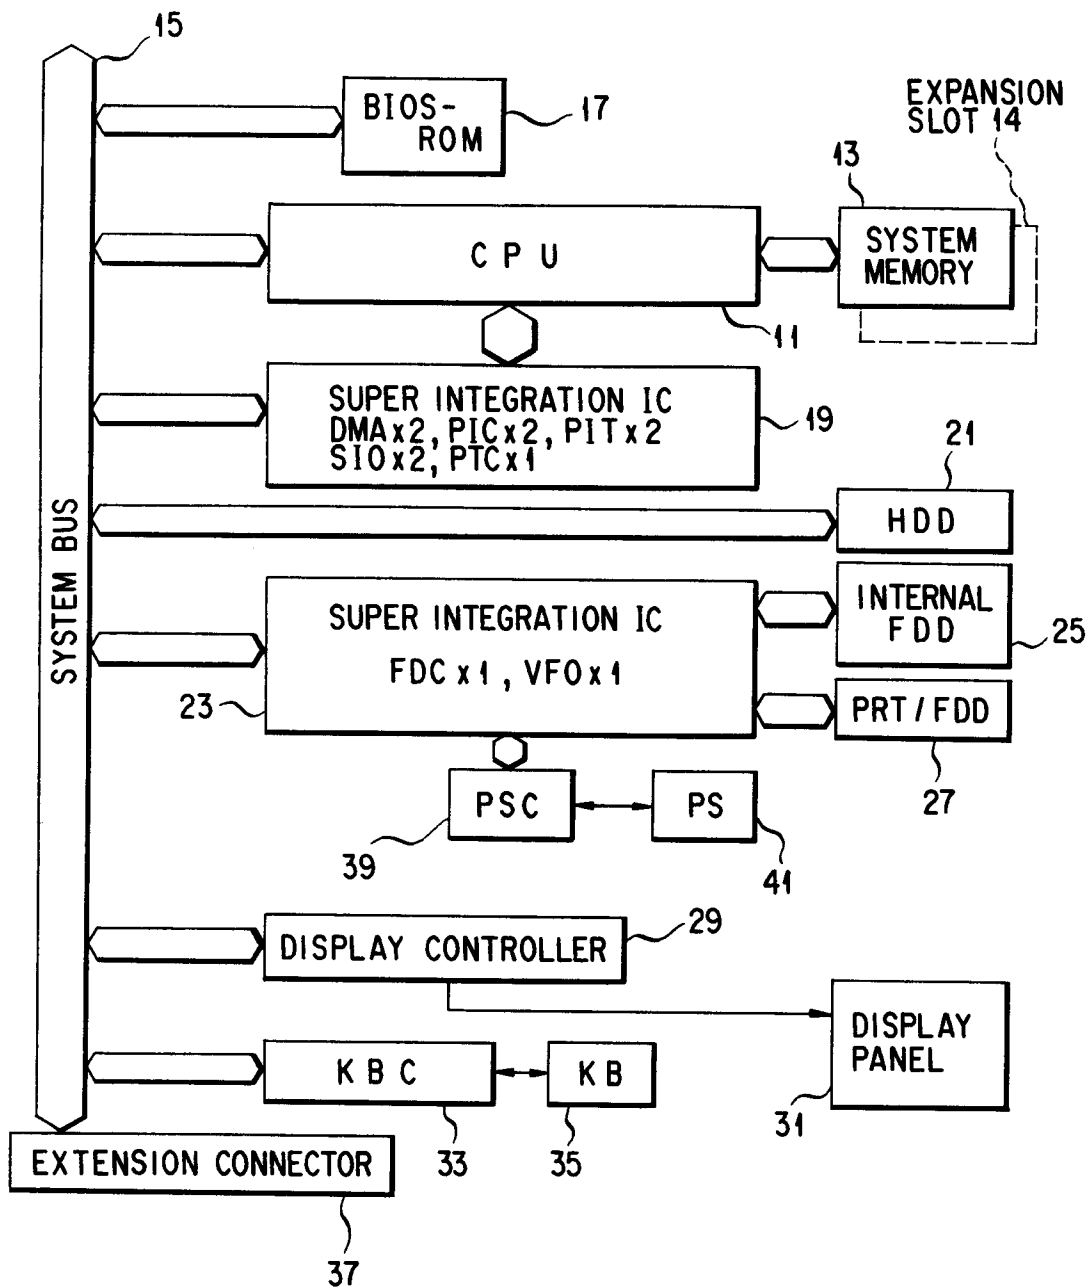 15
BIOS-
ROM
17
EXPANSION
SLOT 14
13
CPU
SYSTEM
MEMORY
11
SUPER INTEGRATION IC
DMAx2, PICx2, PITx2
SIOx2, PTCx1
19
21
HDD
SYSTEM BUS
SUPER INTEGRATION IC
FDCx1, VFOx1
23
INTERNAL
FDD
25
PRT/FDD
27
PSC
PS
39
41
29
DISPLAY CONTROLLER
DISPLAY
PANEL
31
KBC
KB
33
35
EXTENSION CONNECTOR
37